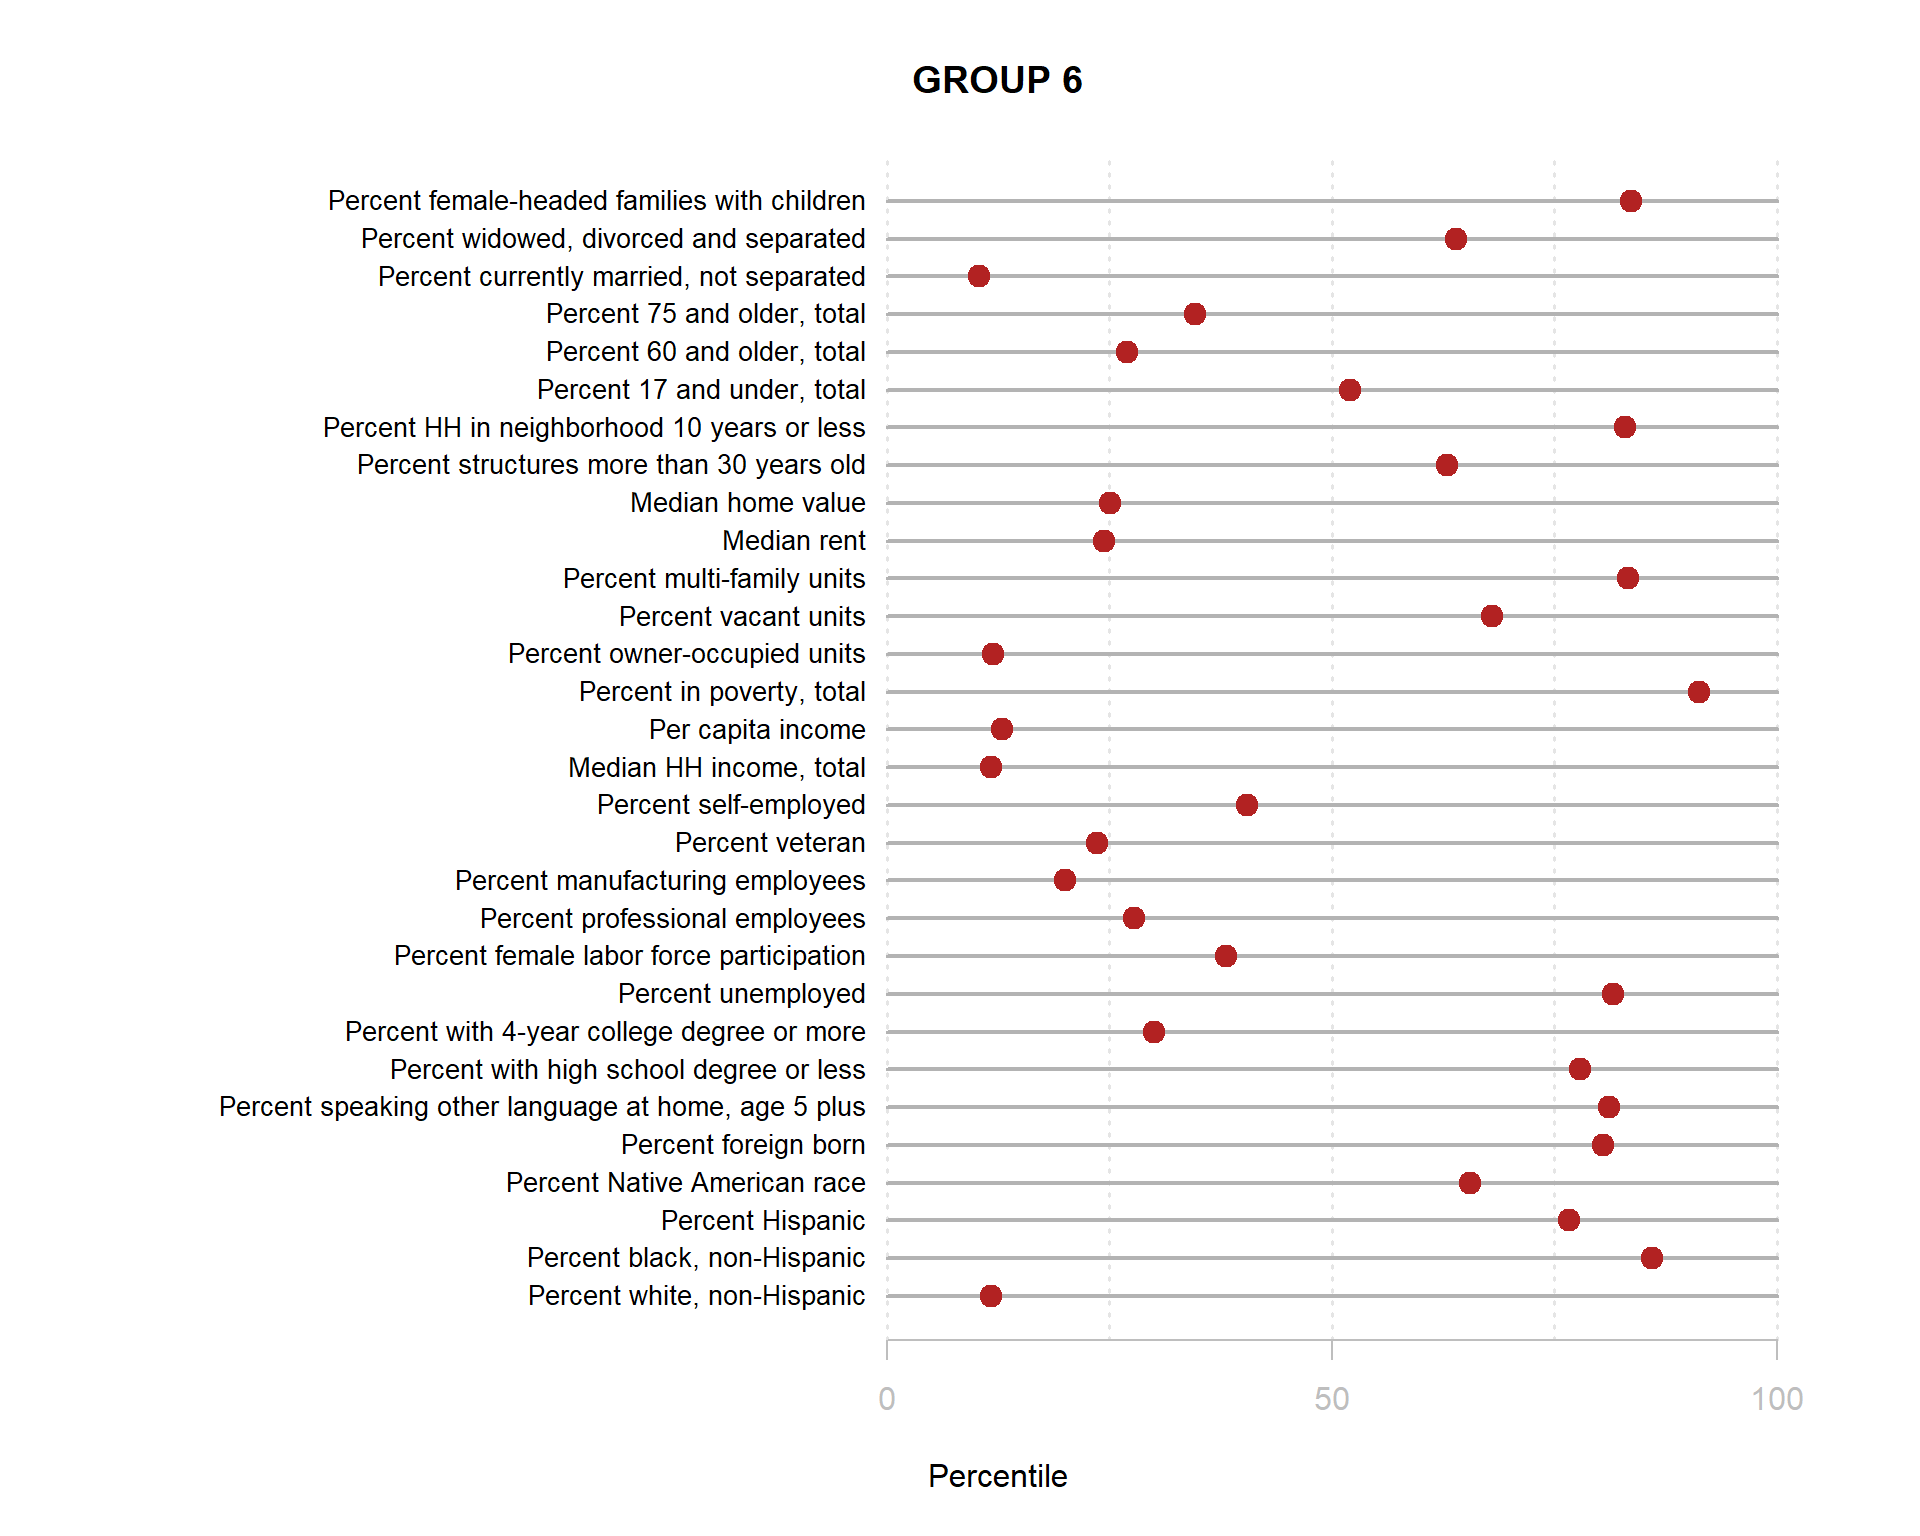 GROUP 6
Percent female-headed families with children
Percent widowed, divorced and separated
Percent currently married, not separated
Percent 75 and older, total
Percent 60 and older, total
Percent 17 and under, total
Percent HH in neighborhood 10 years or less
Percent structures more than 30 years old
Median home value
Median rent
Percent multi-family units
Percent vacant units
Percent owner-occupied units
Percent in poverty, total
Per capita income
Median HH income, total
Percent self-employed
Percent veteran
Percent manufacturing employees
Percent professional employees
Percent female labor force participation
Percent unemployed
Percent with 4-year college degree or more
Percent with high school degree or less
Percent speaking other language at home, age 5 plus
Percent foreign born
Percent Native American race
Percent Hispanic
Percent black, non-Hispanic
Percent white, non-Hispanic
0 50 100
Percentile